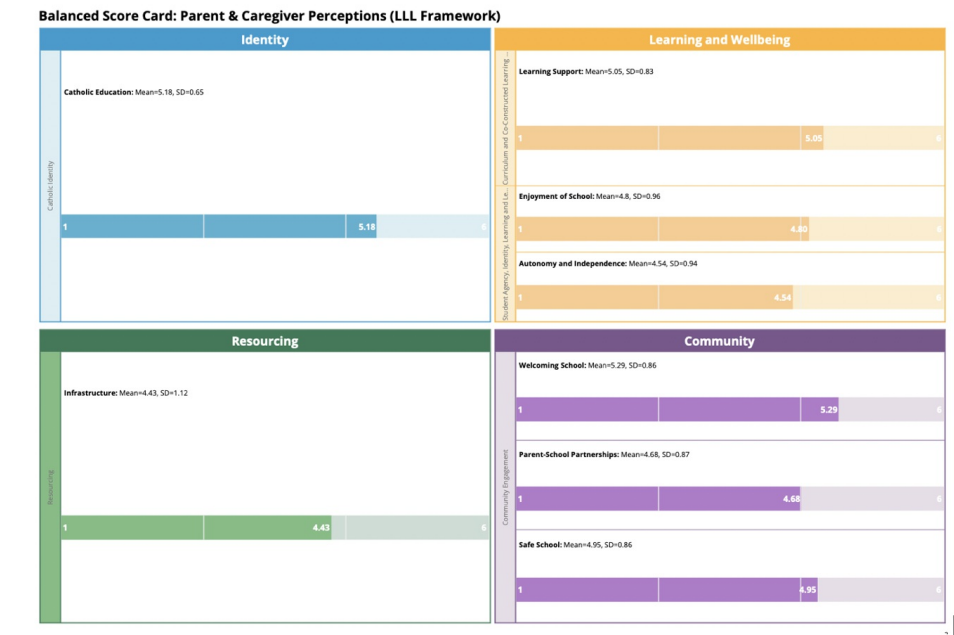 Balanced Score Card: Parent & Caregiver Perceptions (LLL Framework)
Identity
Catholic Identity
Catholic Education: Mean=5.18, SD=0.65
1 5.18 6
Learning and Wellbeing
Curriculum and Co-Constructed Learning ...
Learning Support: Mean=5.05, SD=0.83
1 5.05 6
Student Agency, Identity, Learning and Le...
Enjoyment of School: Mean=4.8, SD=0.96
1 4.80 6
Autonomy and Independence: Mean=4.54, SD=0.94
1 4.54 6
Resourcing
Resourcing
Infrastructure: Mean=4.43, SD=1.12
1 4.43 6
Community
Community Engagement
Welcoming School: Mean=5.29, SD=0.86
1 5.29 6
Parent-School Partnerships: Mean=4.68, SD=0.87
1 4.68 6
Safe School: Mean=4.95, SD=0.86
1 4.95 6